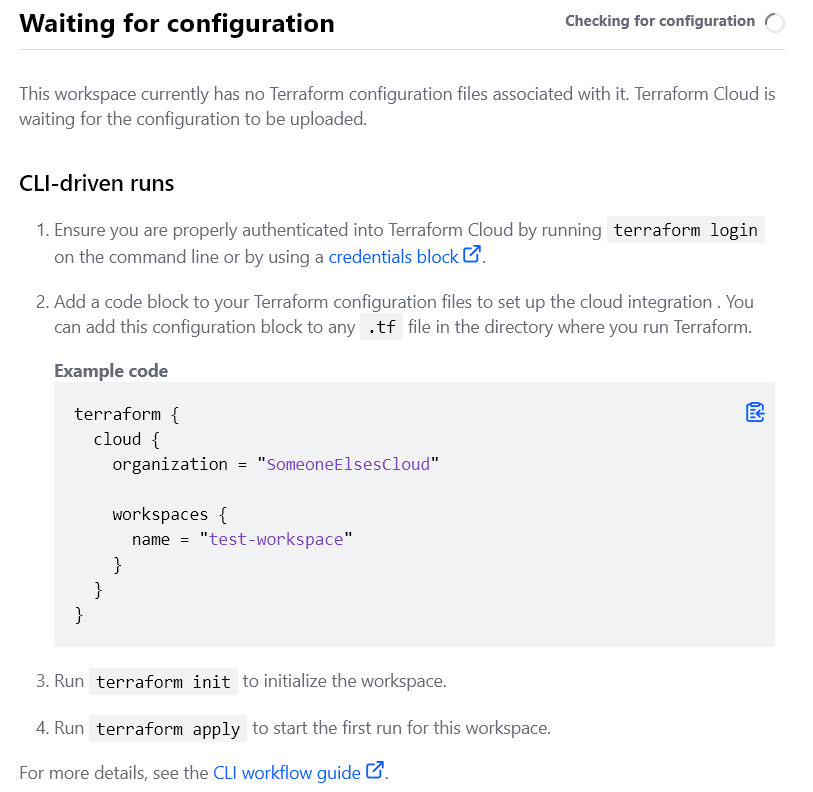 Waiting for configuration
Checking for configuration
This workspace currently has no Terraform configuration files associated with it. Terraform Cloud is
waiting for the configuration to be uploaded.
CLI-driven runs
1. Ensure you are properly authenticated into Terraform Cloud by running terraform login
on the command line or by using a credentials block.
2. Add a code block to your Terraform configuration files to set up the cloud integration . You
can add this configuration block to any .tf file in the directory where you run Terraform.
Example code
terraform {
  cloud {
    organization = "SomeoneElsesCloud"

    workspaces {
      name = "test-workspace"
    }
  }
}
3. Run terraform init to initialize the workspace.
4. Run terraform apply to start the first run for this workspace.
For more details, see the CLI workflow guide.